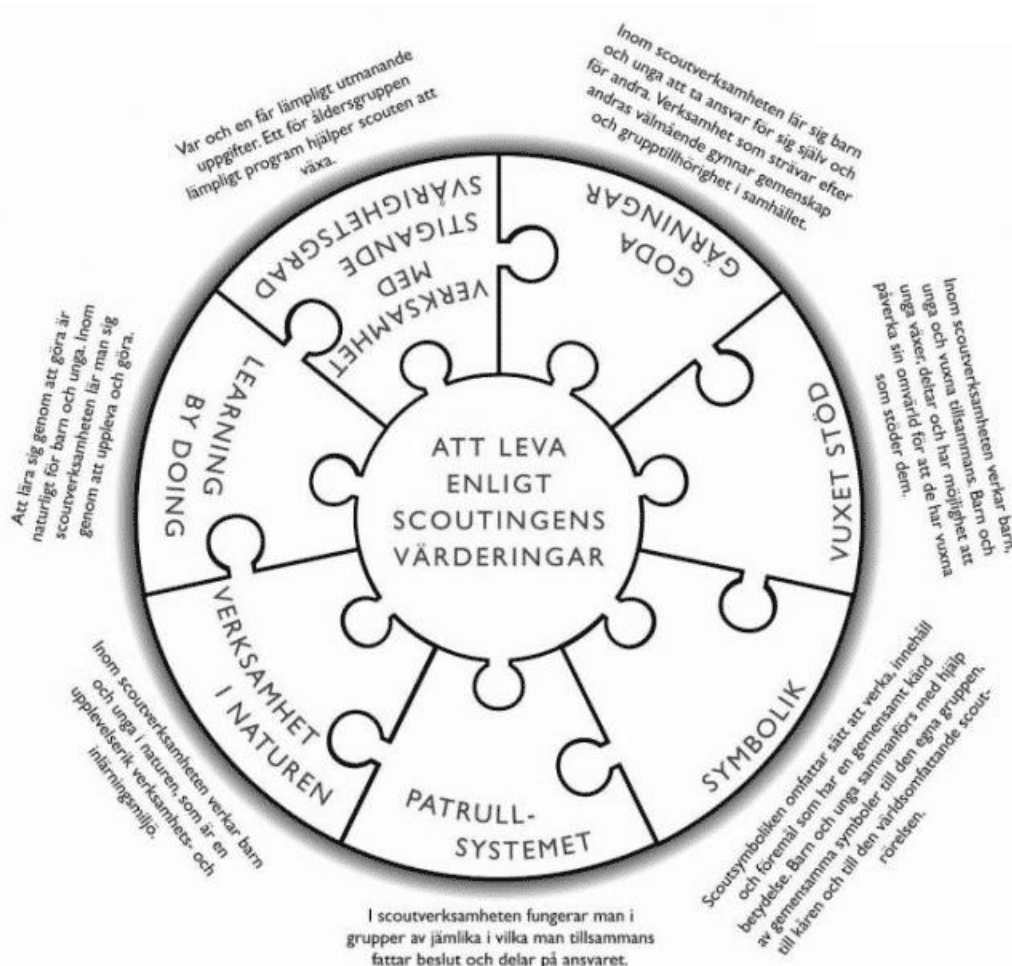 Var och en får lämpligt utmanande
uppgifter. Ett för åldersgruppen
lämpligt program hjälper scouten att
växa.
Inom scoutverksamheten lär sig barn
och unga att ta ansvar för sig själv och
för andra. Verksamhet som strävar efter
andras välmående gynnar gemenskap
och grupptillhörighet i samhället.
VERKSAMHET
MED
STIGANDE
SVÅRIGHETSGRAD
GODA
GÄRNINGAR
Inom scoutverksamheten verkar barn,
unga och vuxna tillsammans. Barn och
unga växer, deltar och har möjlighet att
påverka sin omvärld för att de har vuxna
som stöder dem.
VUXET STÖD
Att lära sig genom att göra är
naturligt för barn och unga. Inom
scoutverksamheten lär man sig
genom att uppleva och göra.
LEARNING
BY DOING
ATT LEVA
ENLIGT
SCOUTINGENS
VÄRDERINGAR
VERKSAMHET
I NATUREN
Inom scoutverksamheten verkar barn
och unga i naturen, som är en
upplevelserik verksamhets- och
inlärningsmiljö.
PATRULL-
SYSTEMET
SYMBOLIK
Scoutsymboliken omfattar sätt att verka, innehåll
och föremål som har en gemensamt känd
betydelse. Barn och unga sammanförs med hjälp
av gemensamma symboler till den egna gruppen,
till kåren och till den världsomfattande scout-
rörelsen.
I scoutverksamheten fungerar man i
grupper av jämlika i vilka man tillsammans
fattar beslut och delar på ansvaret.